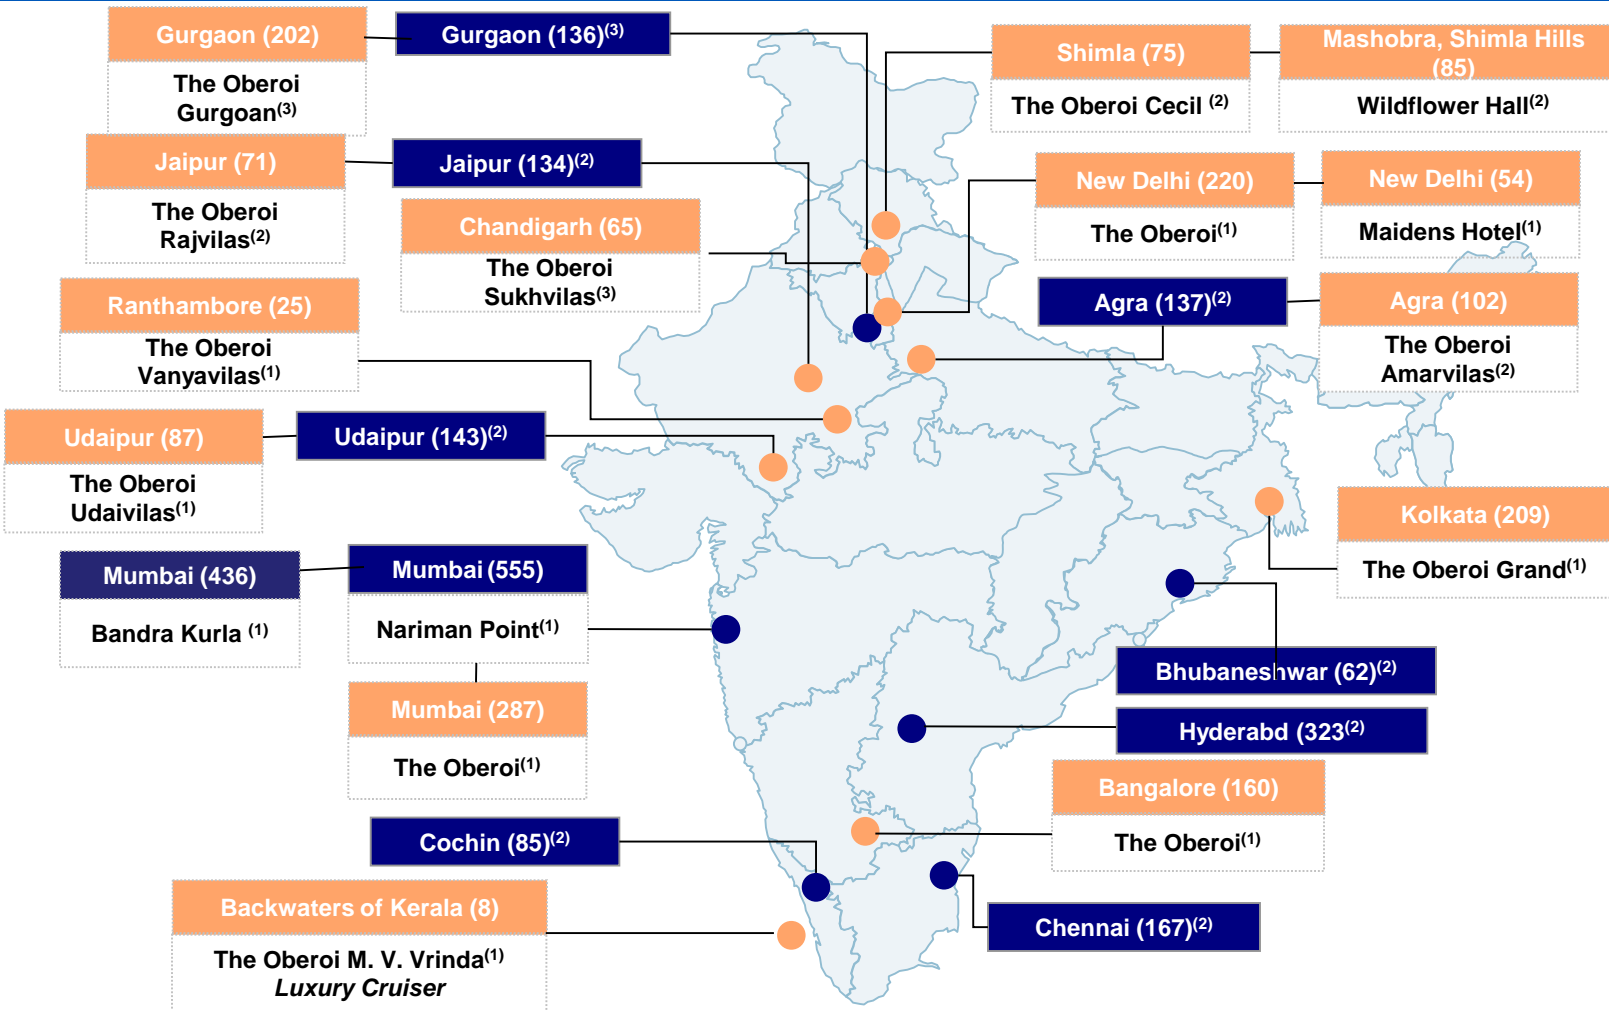 Gurgaon (202)
The Oberoi
Gurgoan(3)
Gurgaon (136)(3)
Shimla (75)
The Oberoi Cecil (2)
Mashobra, Shimla Hills
(85)
Wildflower Hall(2)
Jaipur (71)
The Oberoi
Rajvilas(2)
Jaipur (134)(2)
Chandigarh (65)
The Oberoi
Sukhvilas(3)
New Delhi (220)
The Oberoi(1)
New Delhi (54)
Maidens Hotel(1)
Ranthambore (25)
The Oberoi
Vanyavilas(1)
Agra (137)(2)
Agra (102)
The Oberoi
Amarvilas(2)
Udaipur (87)
The Oberoi
Udaivilas(1)
Udaipur (143)(2)
Kolkata (209)
The Oberoi Grand(1)
Mumbai (436)
Bandra Kurla (1)
Mumbai (555)
Nariman Point(1)
Mumbai (287)
The Oberoi(1)
Bhubaneshwar (62)(2)
Hyderabd (323(2)
Bangalore (160)
The Oberoi(1)
Cochin (85)(2)
Chennai (167)(2)
Backwaters of Kerala (8)
The Oberoi M. V. Vrinda(1)
Luxury Cruiser